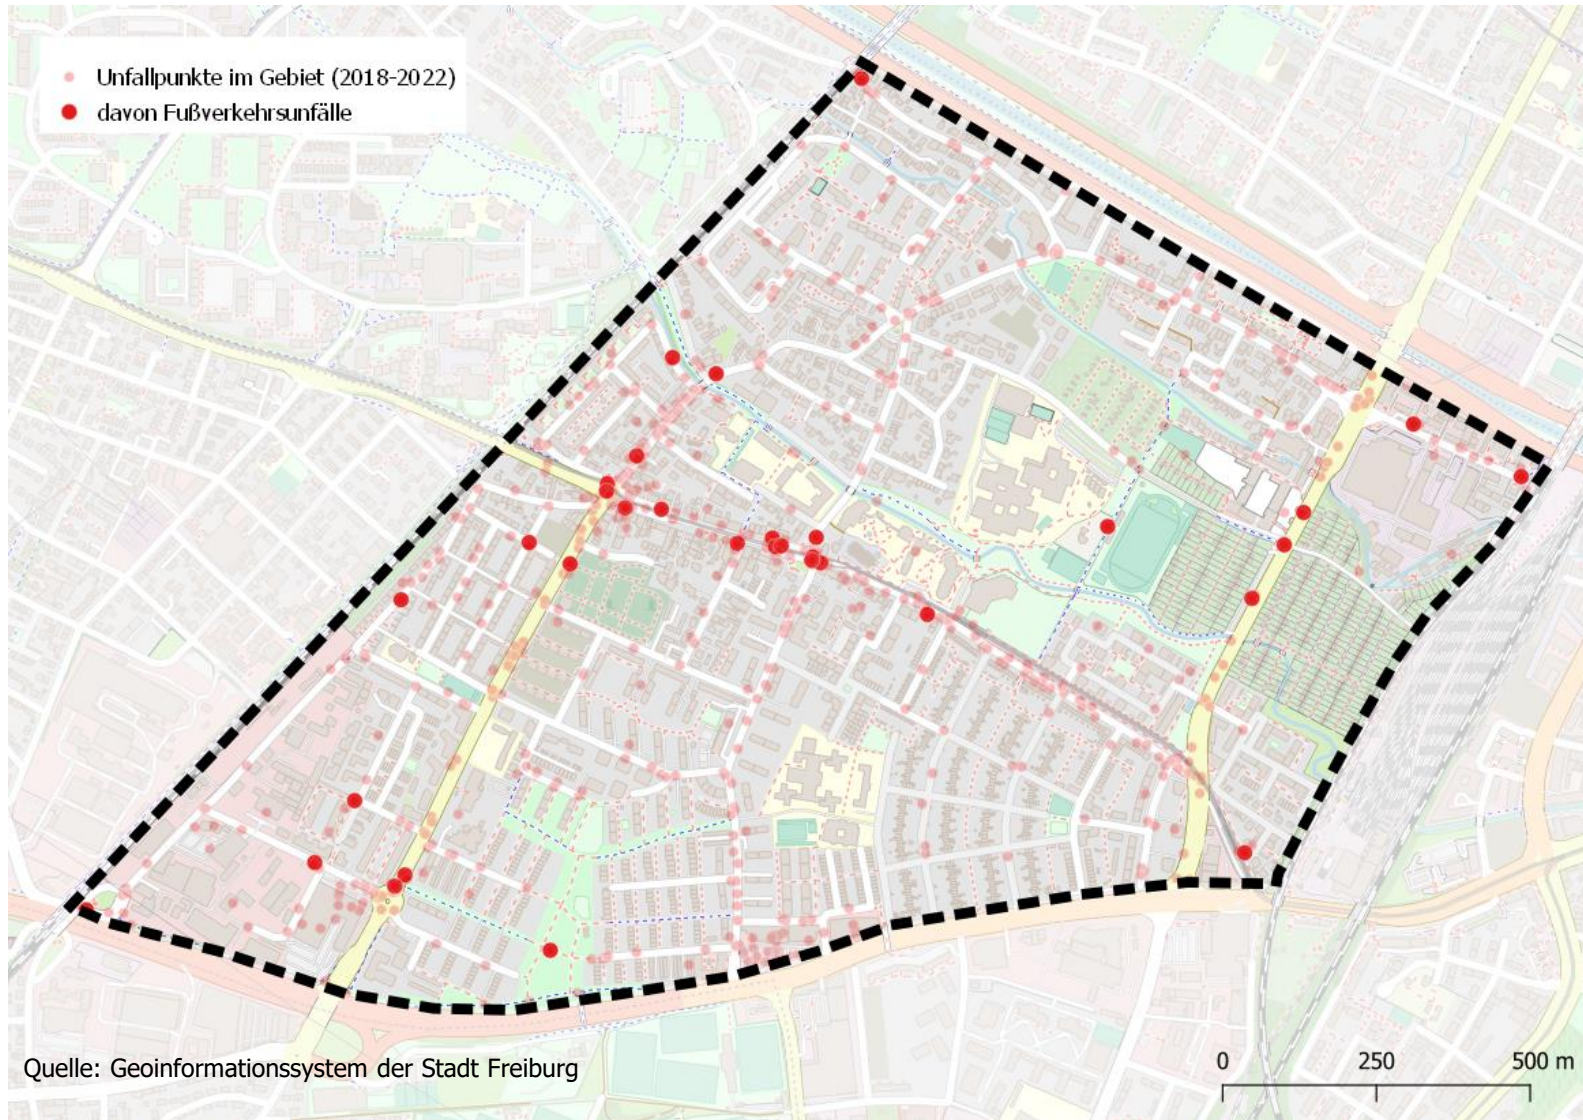 Unfallpunkte im Gebiet (2018-2022)
davon Fußverkehrsunfälle
Quelle: Geoinformationssystem der Stadt Freiburg
0 250 500 m